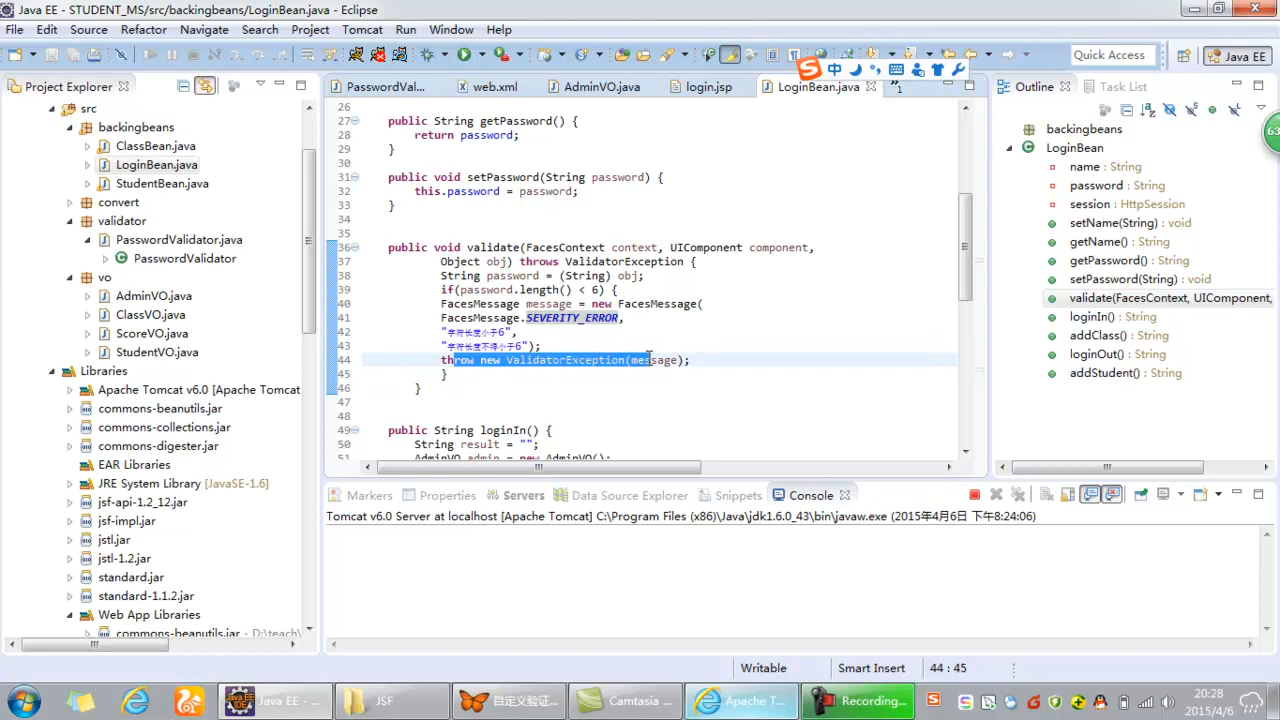 Java EE - STUDENT_MS/src/backingbeans/LoginBean.java - Eclipse
File Edit Source Refactor Navigate Search Project Tomcat Run Window Help
Quick Access
Java EE
中
Project Explorer
PasswordVal...
web.xml
AdminVO.java
login.jsp
LoginBean.java
1
Outline
Task List
63
src
backingbeans
ClassBean.java
LoginBean.java
StudentBean.java
convert
validator
PasswordValidator.java
PasswordValidator
vo
AdminVO.java
ClassVO.java
ScoreVO.java
StudentVO.java
Libraries
Apache Tomcat v6.0 [Apache Tomcat
commons-beanutils.jar
commons-collections.jar
commons-digester.jar
EAR Libraries
JRE System Library [JavaSE-1.6]
jsf-api-1.2_12.jar
jsf-impl.jar
jstl.jar
jstl-1.2.jar
standard.jar
standard-1.1.2.jar
Web App Libraries
commons-beanutils.jar - D:\teach\
26
27 public String getPassword() {
28 return password;
29 }
30
31 public void setPassword(String password) {
32 this.password = password;
33 }
34
35
36 public void validate(FacesContext context, UIComponent component,
37 Object obj) throws ValidatorException {
38 String password = (String) obj;
39 if(password.length() < 6) {
40 FacesMessage message = new FacesMessage(
41 FacesMessage.SEVERITY_ERROR,
42 "字符长度小于6",
43 "字符长度不得小于6");
44 throw new ValidatorException(message);
45 }
46 }
47
48
49 public String loginIn() {
50 String result = "";
51 AdminVO admin = new AdminVO();
backingbeans
LoginBean
name : String
password : String
session : HttpSession
setName(String) : void
getName() : String
getPassword() : String
setPassword(String) : void
validate(FacesContext, UIComponent,
loginIn() : String
addClass() : String
loginOut() : String
addStudent() : String
Markers
Properties
Servers
Data Source Explorer
Snippets
Console
Tomcat v6.0 Server at localhost [Apache Tomcat] C:\Program Files (x86)\Java\jdk1.6.0_43\bin\javaw.exe (2015年4月6日 下午8:24:06)
Writable
Smart Insert
44 : 45
Java EE - ...
JSF
自定义验证...
Camtasia ...
Apache T...
Recording...
20:28
2015/4/6